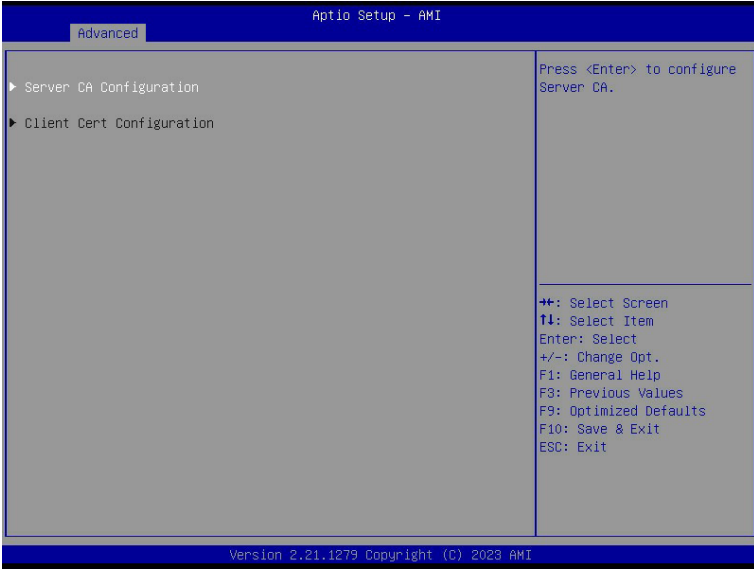 Aptio Setup – AMI
Advanced
▶ Server CA Configuration
▶ Client Cert Configuration
Press <Enter> to configure
Server CA.
→←: Select Screen
↑↓: Select Item
Enter: Select
+/-: Change Opt.
F1: General Help
F3: Previous Values
F9: Optimized Defaults
F10: Save & Exit
ESC: Exit
Version 2.21.1279 Copyright (C) 2023 AMI